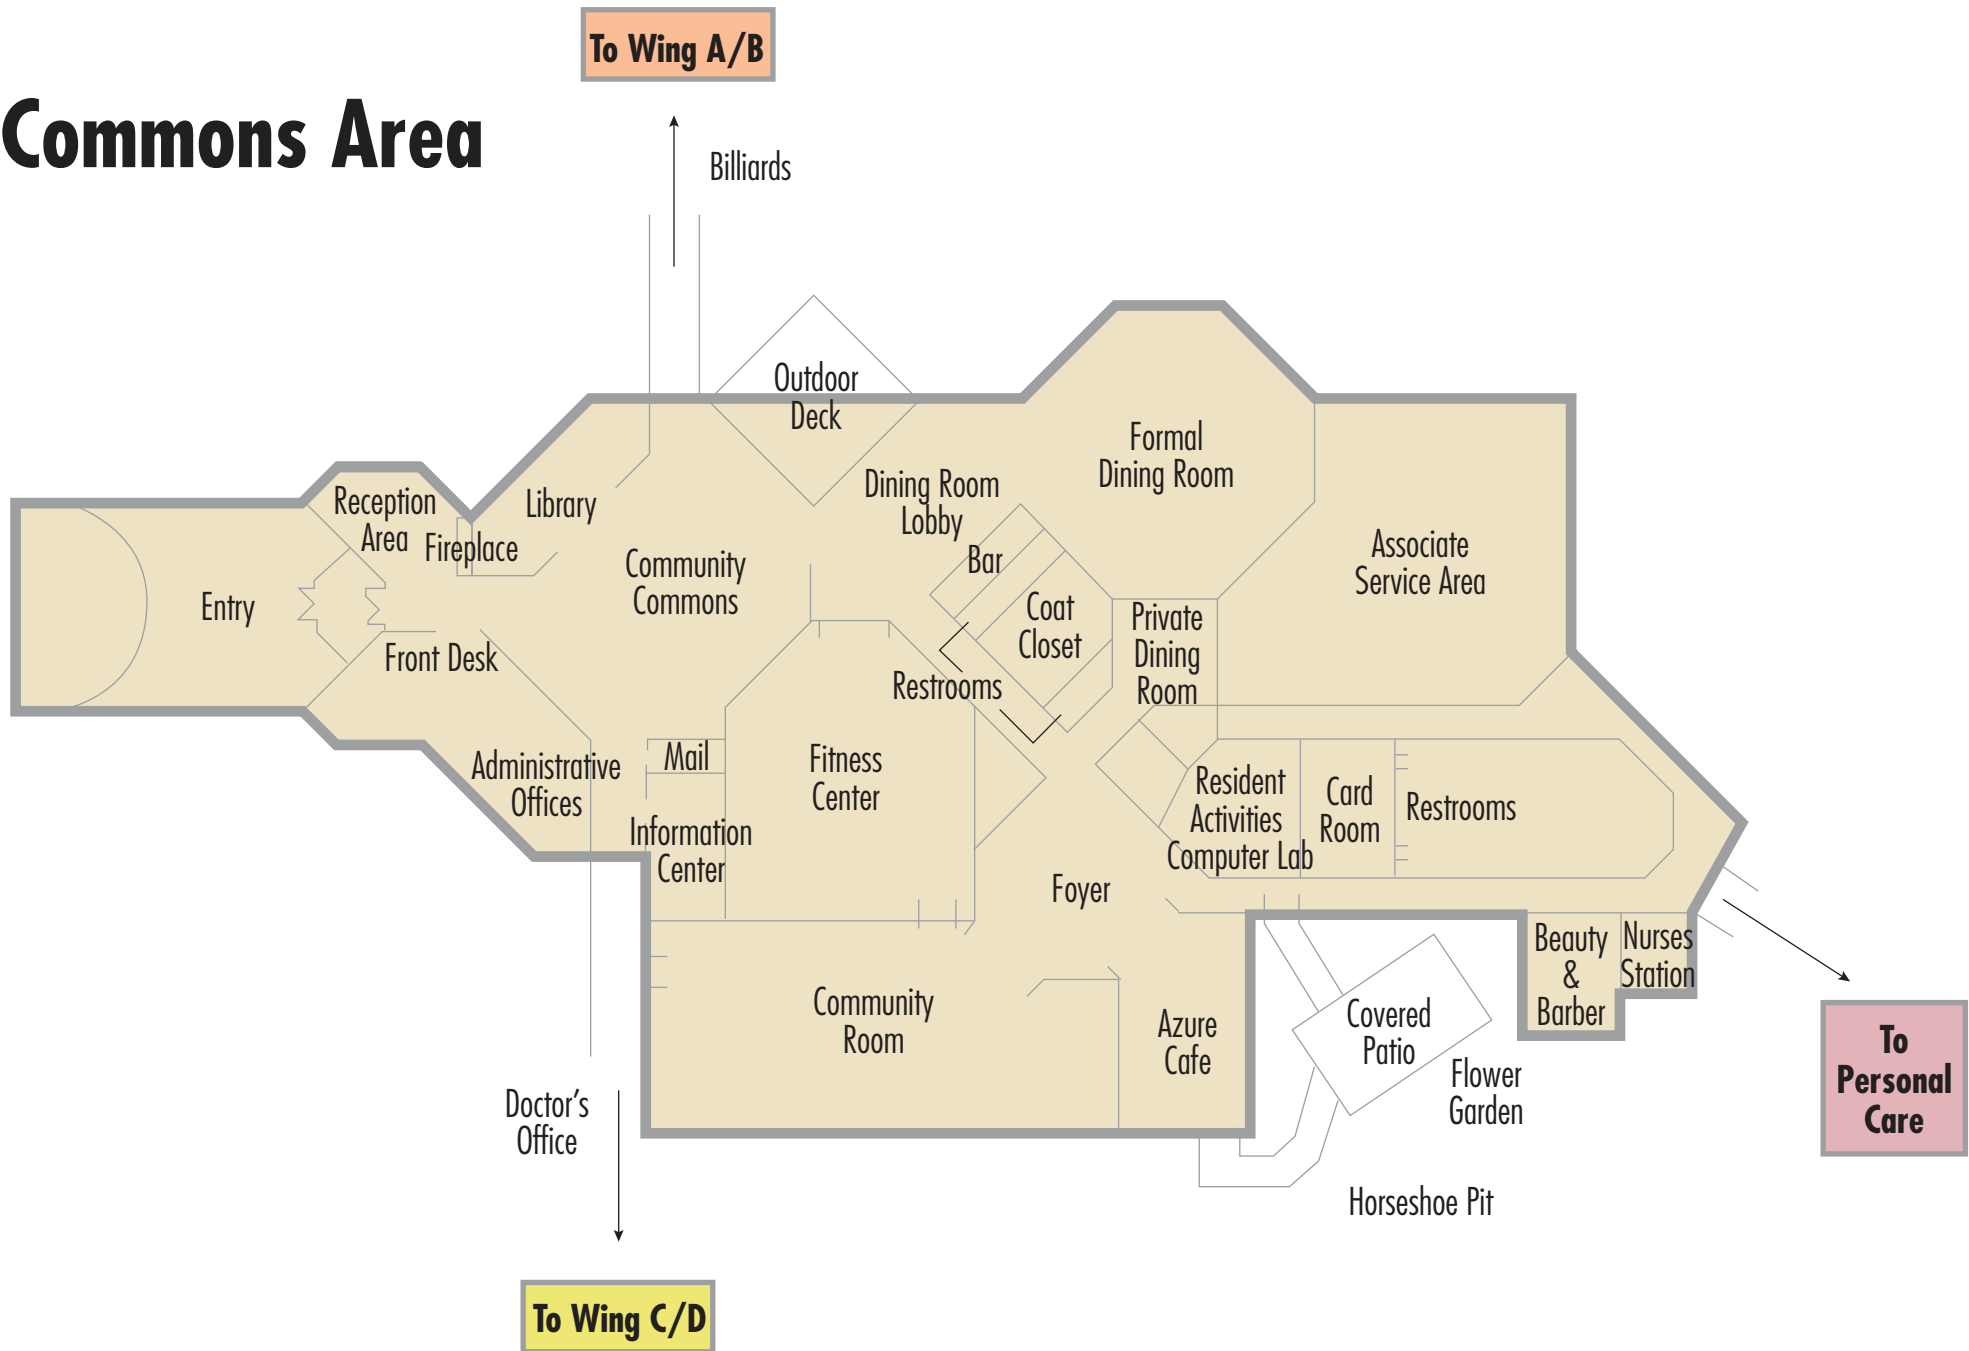 To Wing A/B
Commons Area
Billiards
Outdoor
Deck
Formal
Dining Room
Dining Room
Lobby
Reception
Area
Library
Fireplace
Bar
Community
Commons
Associate
Service Area
Entry
Coat
Closet
Private
Dining
Room
Front Desk
Restrooms
Mail
Administrative
Offices
Fitness
Center
Resident
Activities
Computer Lab
Card
Room
Restrooms
Information
Center
Foyer
Beauty
&
Barber
Nurses
Station
Community
Room
Azure
Cafe
Covered
Patio
Flower
Garden
To
Personal
Care
Doctor's
Office
Horseshoe Pit
To Wing C/D